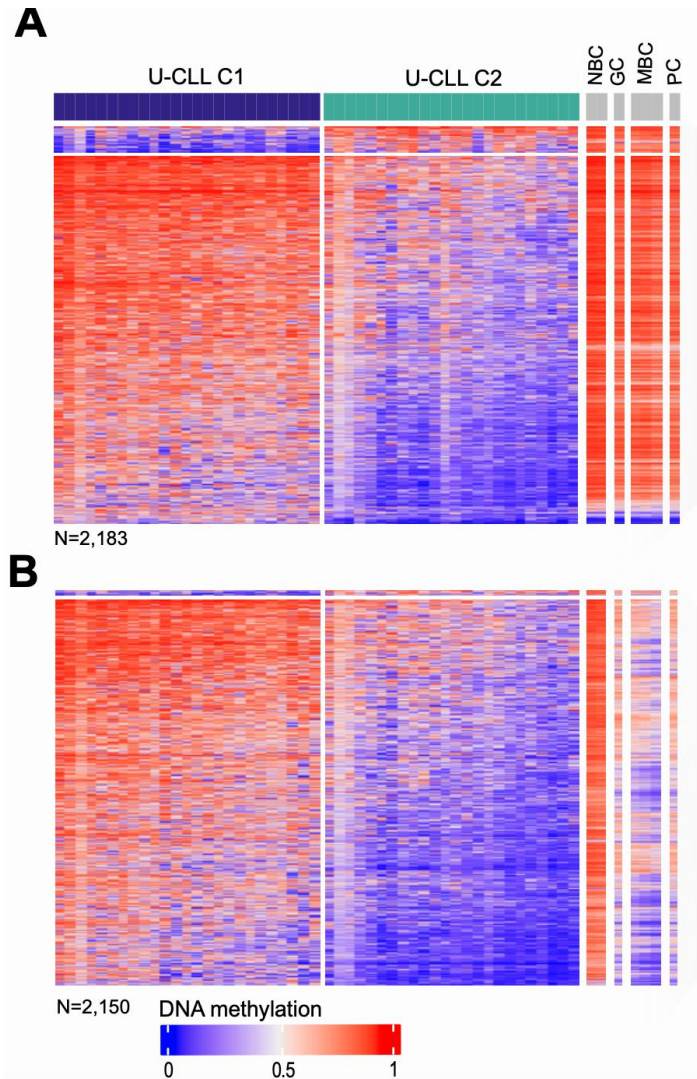 A
U-CLL C1
U-CLL C2
NBC
GC
MBC
PC
N=2,183
B
N=2,150
DNA methylation
0
0.5
1